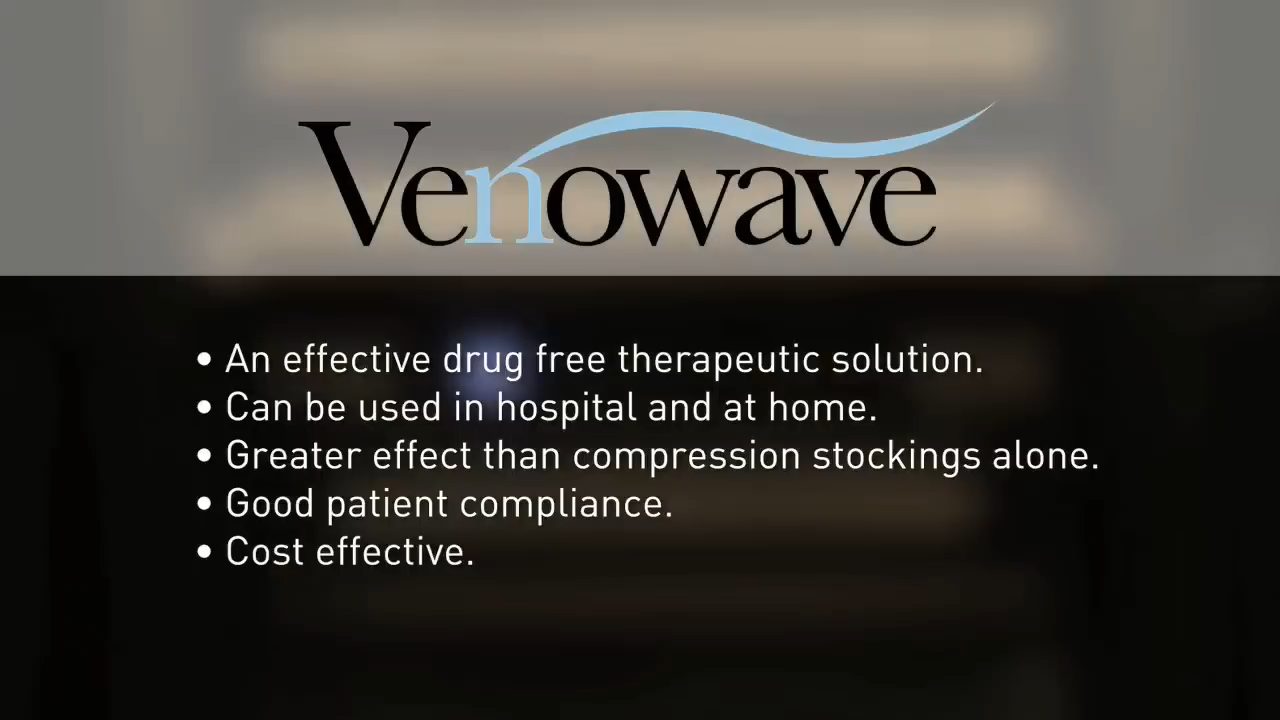 Venowave
• An effective drug free therapeutic solution.
• Can be used in hospital and at home.
• Greater effect than compression stockings alone.
• Good patient compliance.
• Cost effective.